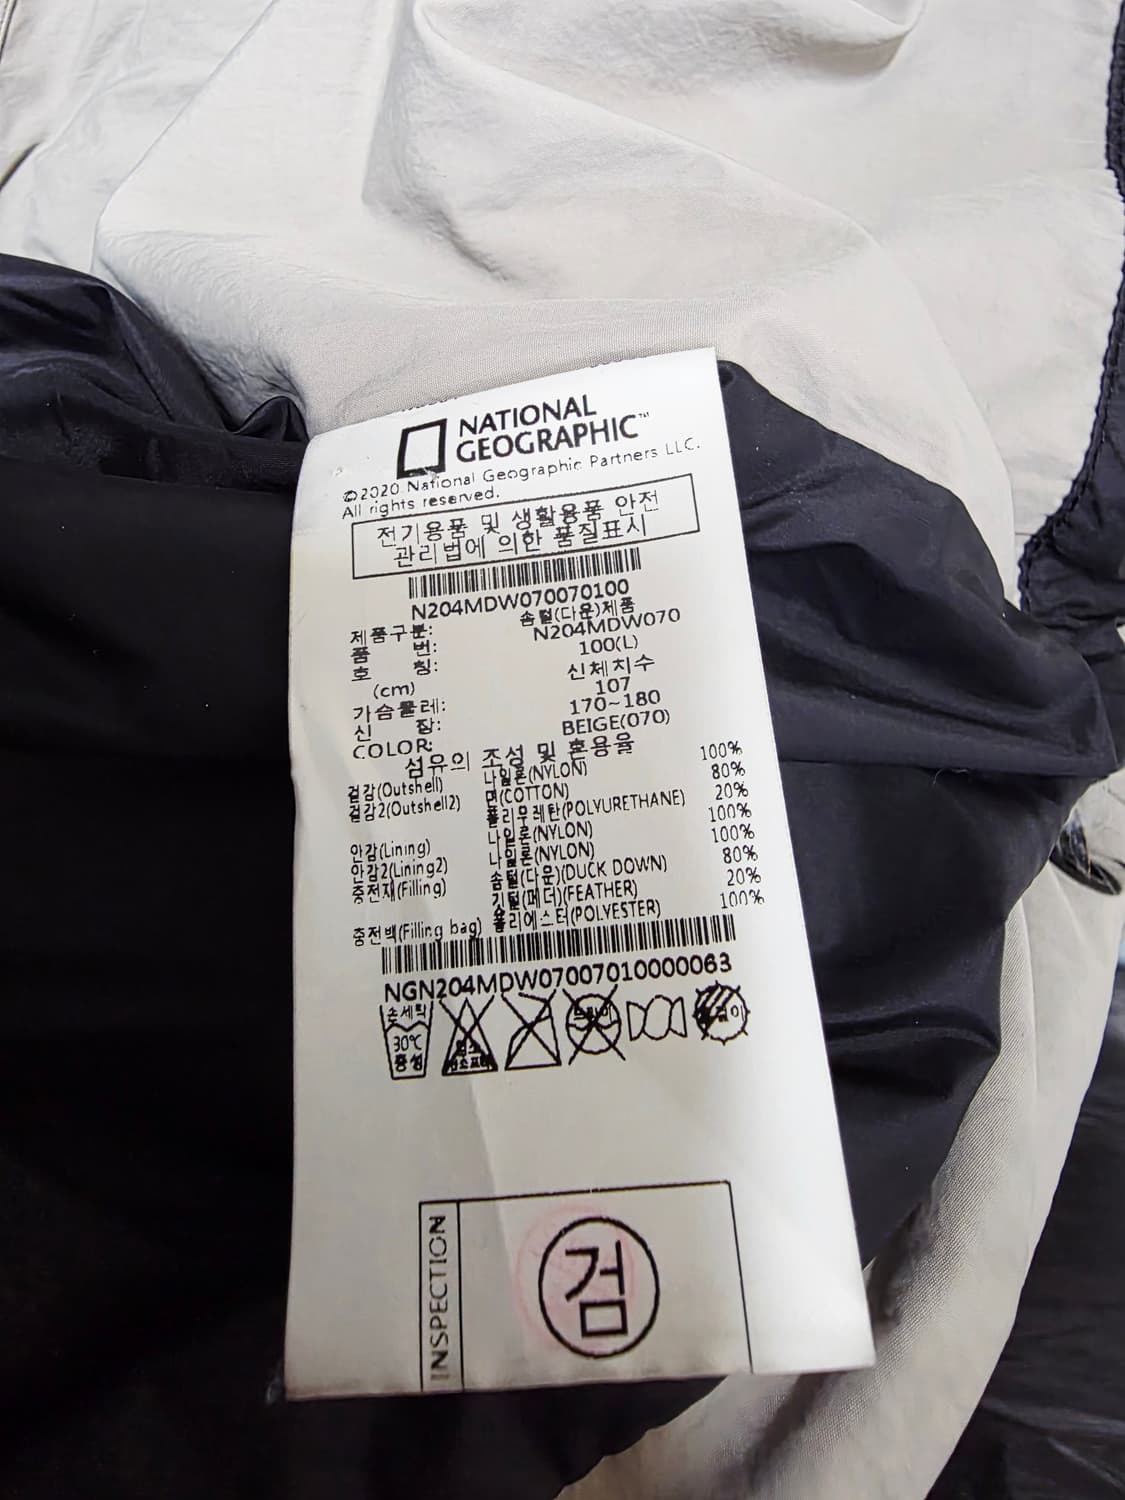 NATIONAL
GEOGRAPHIC™
©2020 National Geographic Partners LLC.
All rights reserved.
전기용품 및 생활용품 안전
관리법에 의한 품질표시
N204MDW070070100
제품구분: 솜털(다운)제품
품 번: N204MDW070
호 칭: 100(L)
(cm) 신체치수
가슴둘레: 107
신 장: 170~180
COLOR: BEIGE(070)
섬유의 조성 및 혼용율
겉감(Outshell) 나일론(NYLON) 100%
겉감2(Outshell2) 면(COTTON) 80%
폴리우레탄(POLYURETHANE) 20%
안감(Lining) 나일론(NYLON) 100%
안감2(Lining2) 나일론(NYLON) 100%
충전재(Filling) 솜털(다운)(DUCK DOWN) 80%
기털(페더)(FEATHER) 20%
충전백(Filling bag) 폴리에스터(POLYESTER) 100%
NGN204MDW07007010000063
손세탁
30℃
중성
INSPECTION
검